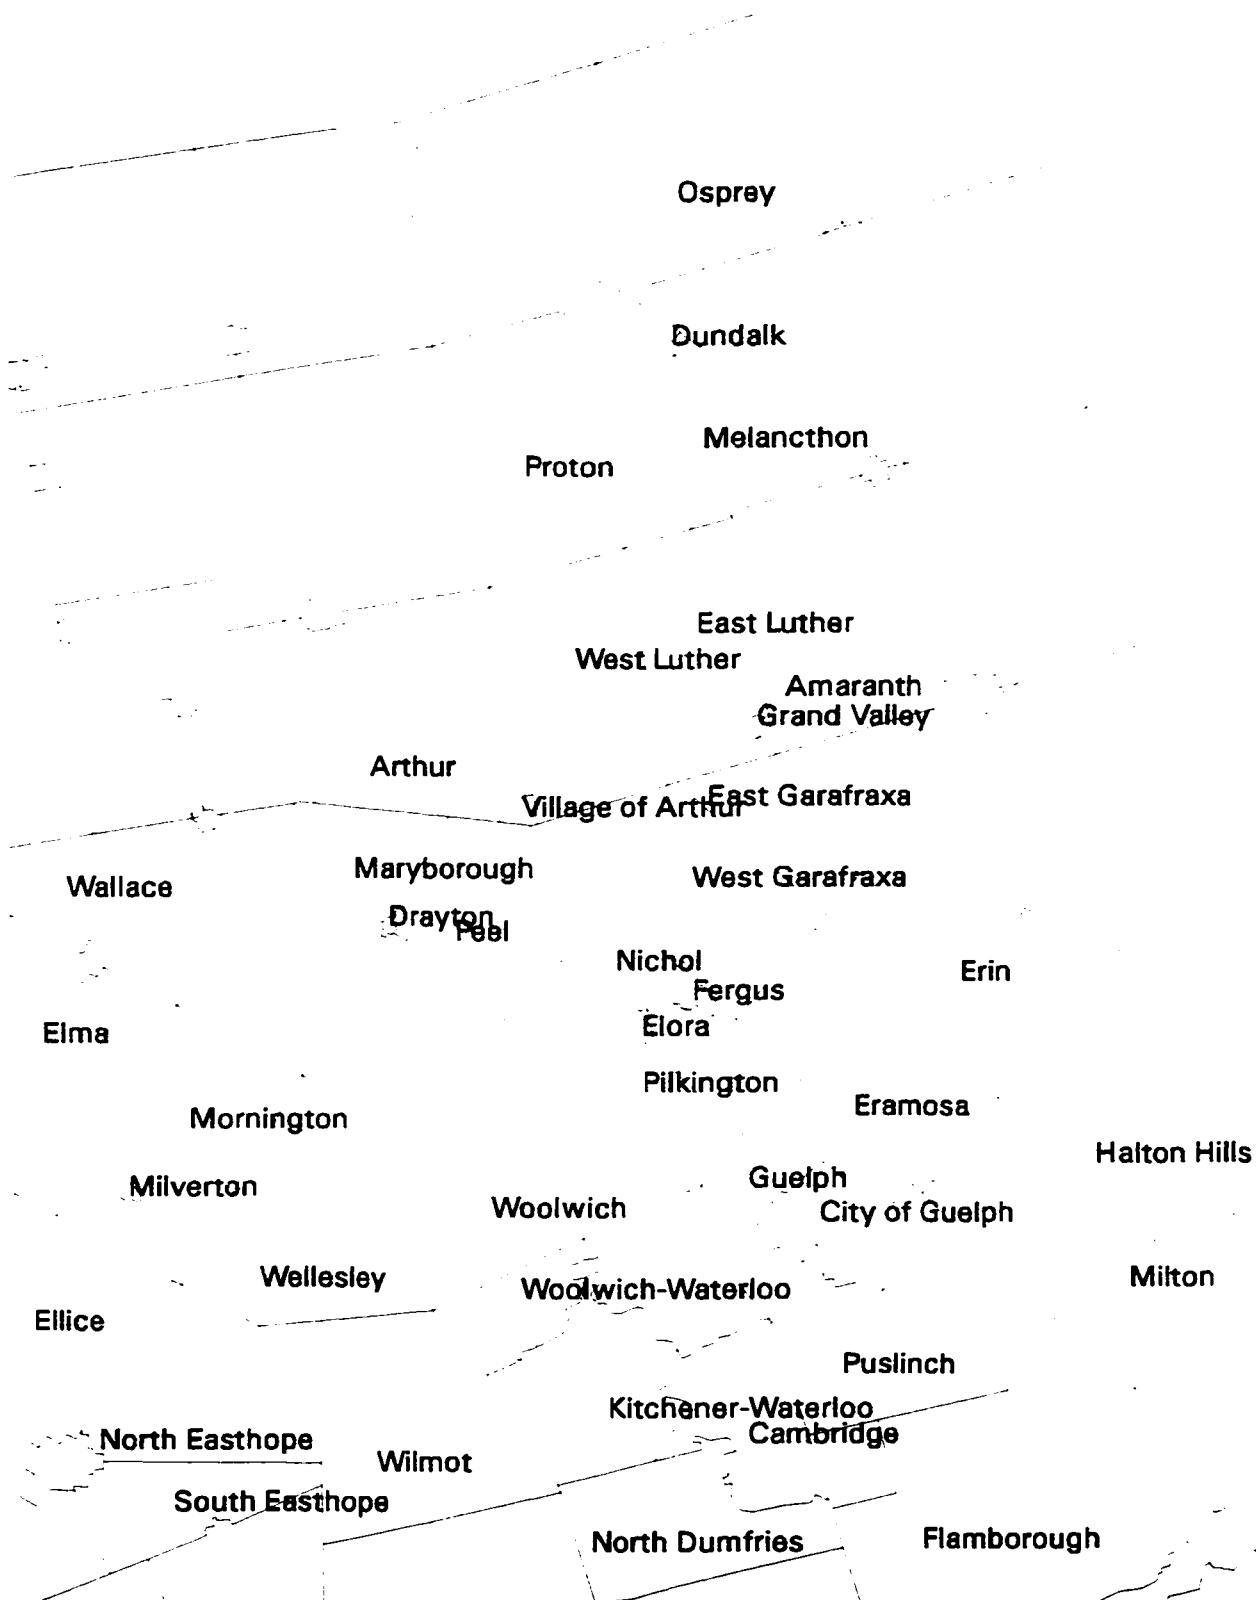 Osprey
Dundalk
Melancthon
Proton
East Luther
West Luther
Amaranth
Grand Valley
Arthur
East Garafraxa
Village of Arthur
Maryborough
West Garafraxa
Wallace
Drayton
Peel
Nichol
Erin
Fergus
Elora
Elma
Pilkington
Eramosa
Mornington
Halton Hills
Guelph
Milverton
Woolwich
City of Guelph
Wellesley
Milton
Woolwich-Waterloo
Ellice
Puslinch
Kitchener-Waterloo
Cambridge
North Easthope
Wilmot
South Easthope
North Dumfries
Flamborough